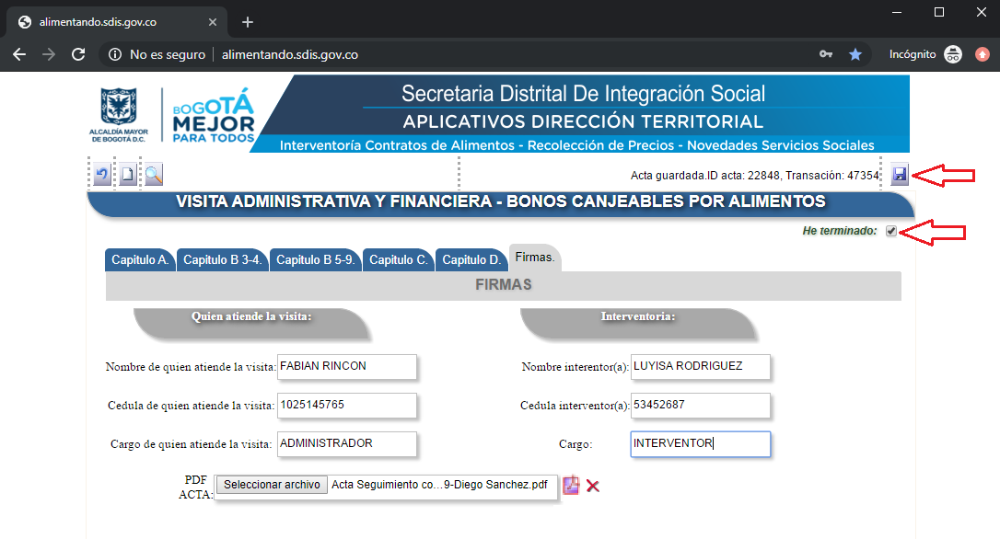 alimentando.sdis.gov.co
No es seguro
alimentando.sdis.gov.co
Incógnito
ALCALDÍA MAYOR
DE BOGOTÁ D.C.
BOGOTÁ
MEJOR
PARA TODOS
Secretaria Distrital De Integración Social
APLICATIVOS DIRECCIÓN TERRITORIAL
Interventoría Contratos de Alimentos - Recolección de Precios - Novedades Servicios Sociales
Acta guardada.ID acta: 22848, Transación: 47354
VISITA ADMINISTRATIVA Y FINANCIERA - BONOS CANJEABLES POR ALIMENTOS
He terminado:
Capitulo A. Capitulo B 3-4. Capitulo B 5-9. Capitulo C. Capitulo D. Firmas.
FIRMAS
Quien atiende la visita: Interventoria:
Nombre de quien atiende la visita: FABIAN RINCON Nombre interentor(a): LUYISA RODRIGUEZ
Cedula de quien atiende la visita: 1025145765 Cedula interventor(a): 53452687
Cargo de quien atiende la visita: ADMINISTRADOR Cargo: INTERVENTOR
PDF
ACTA: Seleccionar archivo Acta Seguimiento co...9-Diego Sanchez.pdf